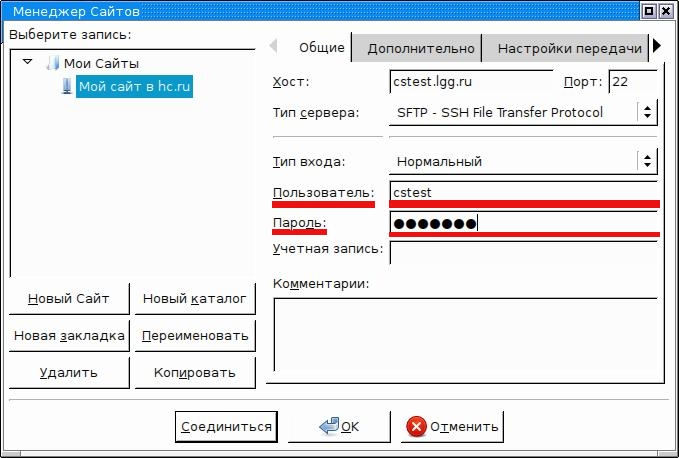 Менеджер Сайтов
Выберите запись:
Мои Сайты
Мой сайт в hc.ru
Новый Сайт Новый каталог
Новая закладка Переименовать
Удалить Копировать
Общие Дополнительно Настройки передачи
Хост: cstest.lgg.ru Порт: 22
Тип сервера: SFTP - SSH File Transfer Protocol
Тип входа: Нормальный
Пользователь: cstest
Пароль: ●●●●●●●
Учетная запись:
Комментарии:
Соединиться OK Отменить